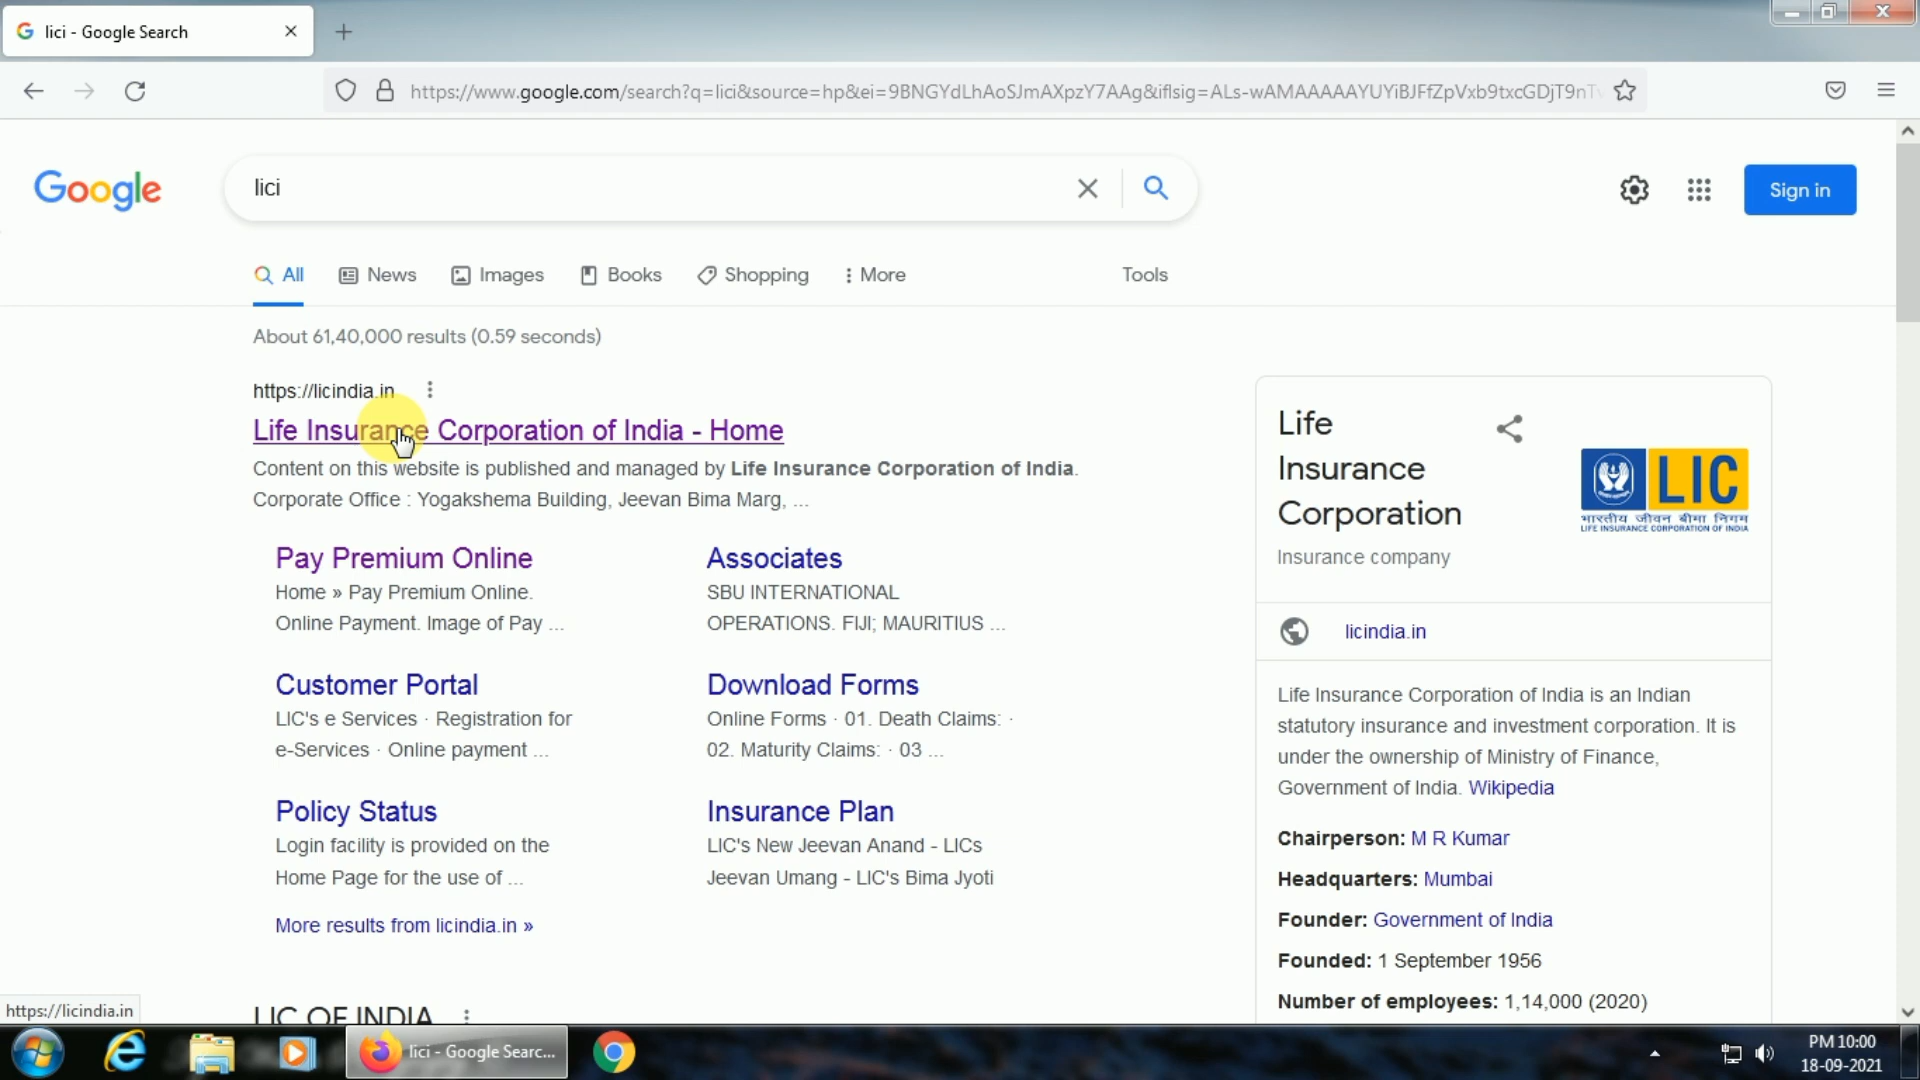 lici - Google Search
https://www.google.com/search?q=lici&source=hp&ei=9BNGYdLhAoSJmAXpzY7AAg&iflsig=ALs-wAMAAAAAYUYiBJFfZpVxb9txcGDjT9nTv
Google
lici
Sign in
All News Images Books Shopping More Tools
About 61,40,000 results (0.59 seconds)
https://licindia.in
Life Insurance Corporation of India - Home
Content on this website is published and managed by Life Insurance Corporation of India.
Corporate Office : Yogakshema Building, Jeevan Bima Marg, ...
Pay Premium Online
Home » Pay Premium Online.
Online Payment. Image of Pay ...
Associates
SBU INTERNATIONAL
OPERATIONS. FIJI; MAURITIUS ...
Customer Portal
LIC's e Services · Registration for
e-Services · Online payment ...
Download Forms
Online Forms · 01. Death Claims: ·
02. Maturity Claims: · 03 ...
Policy Status
Login facility is provided on the
Home Page for the use of ...
Insurance Plan
LIC's New Jeevan Anand - LICs
Jeevan Umang - LIC's Bima Jyoti
More results from licindia.in »
LIC OF INDIA
Life
Insurance
Corporation
Insurance company
LIC
भारतीय जीवन बीमा निगम
LIFE INSURANCE CORPORATION OF INDIA
licindia.in
Life Insurance Corporation of India is an Indian
statutory insurance and investment corporation. It is
under the ownership of Ministry of Finance,
Government of India. Wikipedia
Chairperson: M R Kumar
Headquarters: Mumbai
Founder: Government of India
Founded: 1 September 1956
Number of employees: 1,14,000 (2020)
https://licindia.in
lici - Google Searc...
PM 10:00
18-09-2021